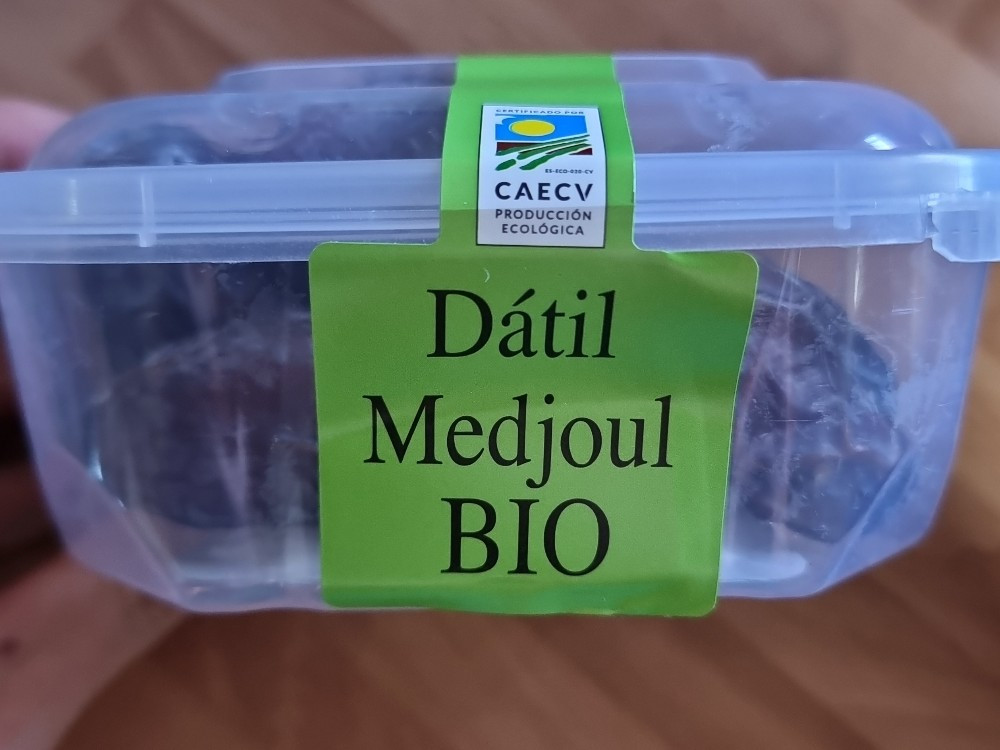 CERTIFICADO POR
ES-ECO-020-CV
CAECV
PRODUCCIÓN
ECOLÓGICA
Dátil
Medjoul
BIO